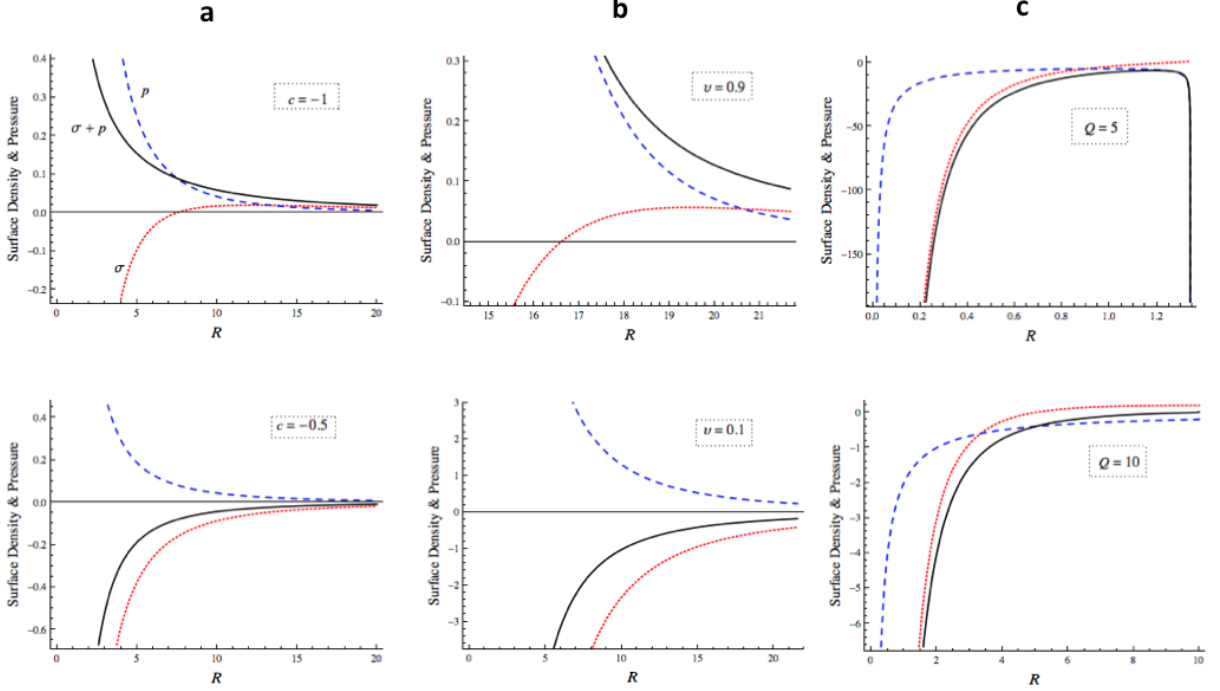 a
b
c
0.4
0.3
0.2
0.1
0.0
−0.1
−0.2
0
5
10
15
20
Surface Density & Pressure
R
p
σ + p
σ
c = −1
0.3
0.2
0.1
0.0
−0.1
15
16
17
18
19
20
21
Surface Density & Pressure
R
υ = 0.9
0
−50
−100
−150
0.0
0.2
0.4
0.6
0.8
1.0
1.2
Surface Density & Pressure
R
Q = 5
0.4
0.2
0.0
−0.2
−0.4
−0.6
0
5
10
15
20
Surface Density & Pressure
R
c = −0.5
3
2
1
0
−1
−2
−3
0
5
10
15
20
Surface Density & Pressure
R
υ = 0.1
0
−1
−2
−3
−4
−5
−6
0
2
4
6
8
10
Surface Density & Pressure
R
Q = 10